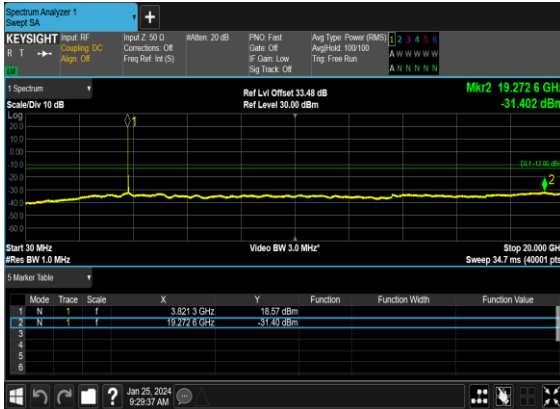 Spectrum Analyzer 1
Swept SA
+
KEYSIGHT Input: RF Input Z: 50 Ω #Atten: 20 dB PNO: Fast Avg Type: Power (RMS) 1 2 3 4 5 6
R T Coupling: DC Corrections: Off Gate: Off Avg|Hold: 100/100 A W W W W W
Align: Off Freq Ref: Int (S) IF Gain: Low Trig: Free Run
Sig Track: Off A N N N N N
1 Spectrum Ref Lvl Offset 33.48 dB Mkr2 19.272 6 GHz
Scale/Div 10 dB Ref Level 30.00 dBm -31.402 dBm
Log
1
20.0
10.0
0.00
-10.0 DL1 -13.00 dBm
-20.0
2
-30.0
-40.0
-50.0
-60.0
Start 30 MHz Video BW 3.0 MHz* Stop 20.000 GHz
#Res BW 1.0 MHz Sweep 34.7 ms (40001 pts)
5 Marker Table
Mode Trace Scale X Y Function Function Width Function Value
1 N 1 f 3.821 3 GHz 18.57 dBm
2 N 1 f 19.272 6 GHz -31.40 dBm
3
4
5
6
? Jan 25, 2024
9:29:37 AM